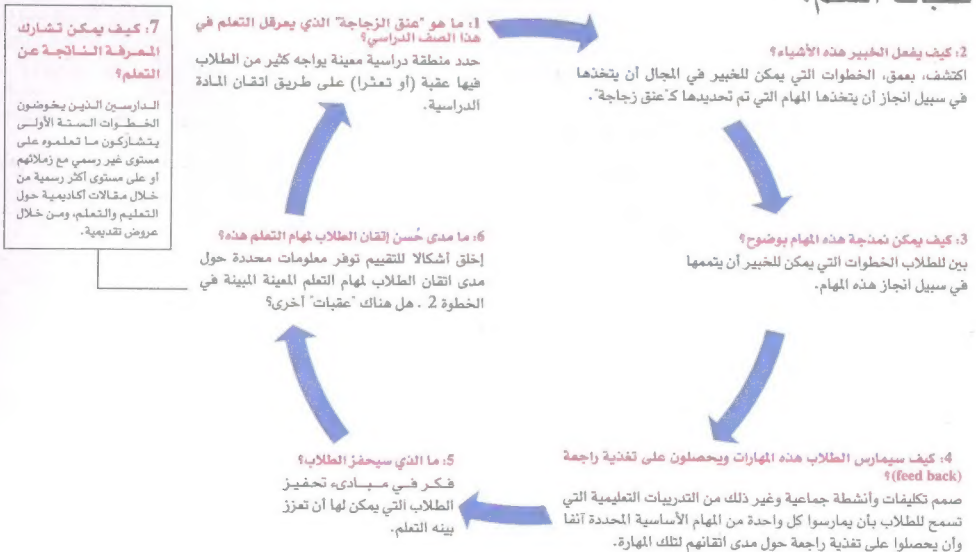 1: ما هو "عنق الزجاجة" الذي يعرقل التعلم في
هذا الصف الدراسي؟
حدد منطقة دراسية معينة يواجه كثير من الطلاب
فيها عقبة (أو تعثرا) على طريق اتقان المادة
الدراسية.
2: كيف يفعل الخبير هذه الأشياء؟
اكتشف، بعمق، الخطوات التي يمكن للخبير في المجال أن يتخذها
في سبيل انجاز أن يتخذها المهام التي تم تحديدها كـ"عنق زجاجة".
3: كيف يمكن نمذجة هذه المهام بوضوح؟
بين للطلاب الخطوات التي يمكن للخبير أن يتممها
في سبيل انجاز هذه المهام.
4: كيف سيمارس الطلاب هذه المهارات ويحصلون على تغذية راجعة
(feed back)؟
صمم تكليفات وأنشطة جماعية وغير ذلك من التدريبات التعليمية التي
تسمح للطلاب بأن يمارسوا كل واحدة من المهام الأساسية المحددة آنفا
وأن يحصلوا على تغذية راجعة حول مدى اتقانهم لتلك المهارة.
5: ما الذي سيحفز الطلاب؟
فكر في مبادىء تحفيز
الطلاب التي يمكن لها أن تعزز
بينه التعلم.
6: ما مدى حُسن إتقان الطلاب لمهام التعلم هذه؟
إخلق أشكالا للتقييم توفر معلومات محددة حول
مدى اتقان الطلاب لمهام التعلم المعينة المبينة في
الخطوة 2 . هل هناك "عقبات" أخرى؟
7: كيف يمكن تشارك
المعرفة الناتجة عن
التعلم؟
الدارسين الذين يخوضون
الخطوات الستة الأولى
يتشاركون ما تعلموه على
مستوى غير رسمي مع زملائهم
أو على مستوى أكثر رسمية من
خلال مقالات أكاديمية حول
التعليم والتعلم، ومن خلال
عروض تقديمية.